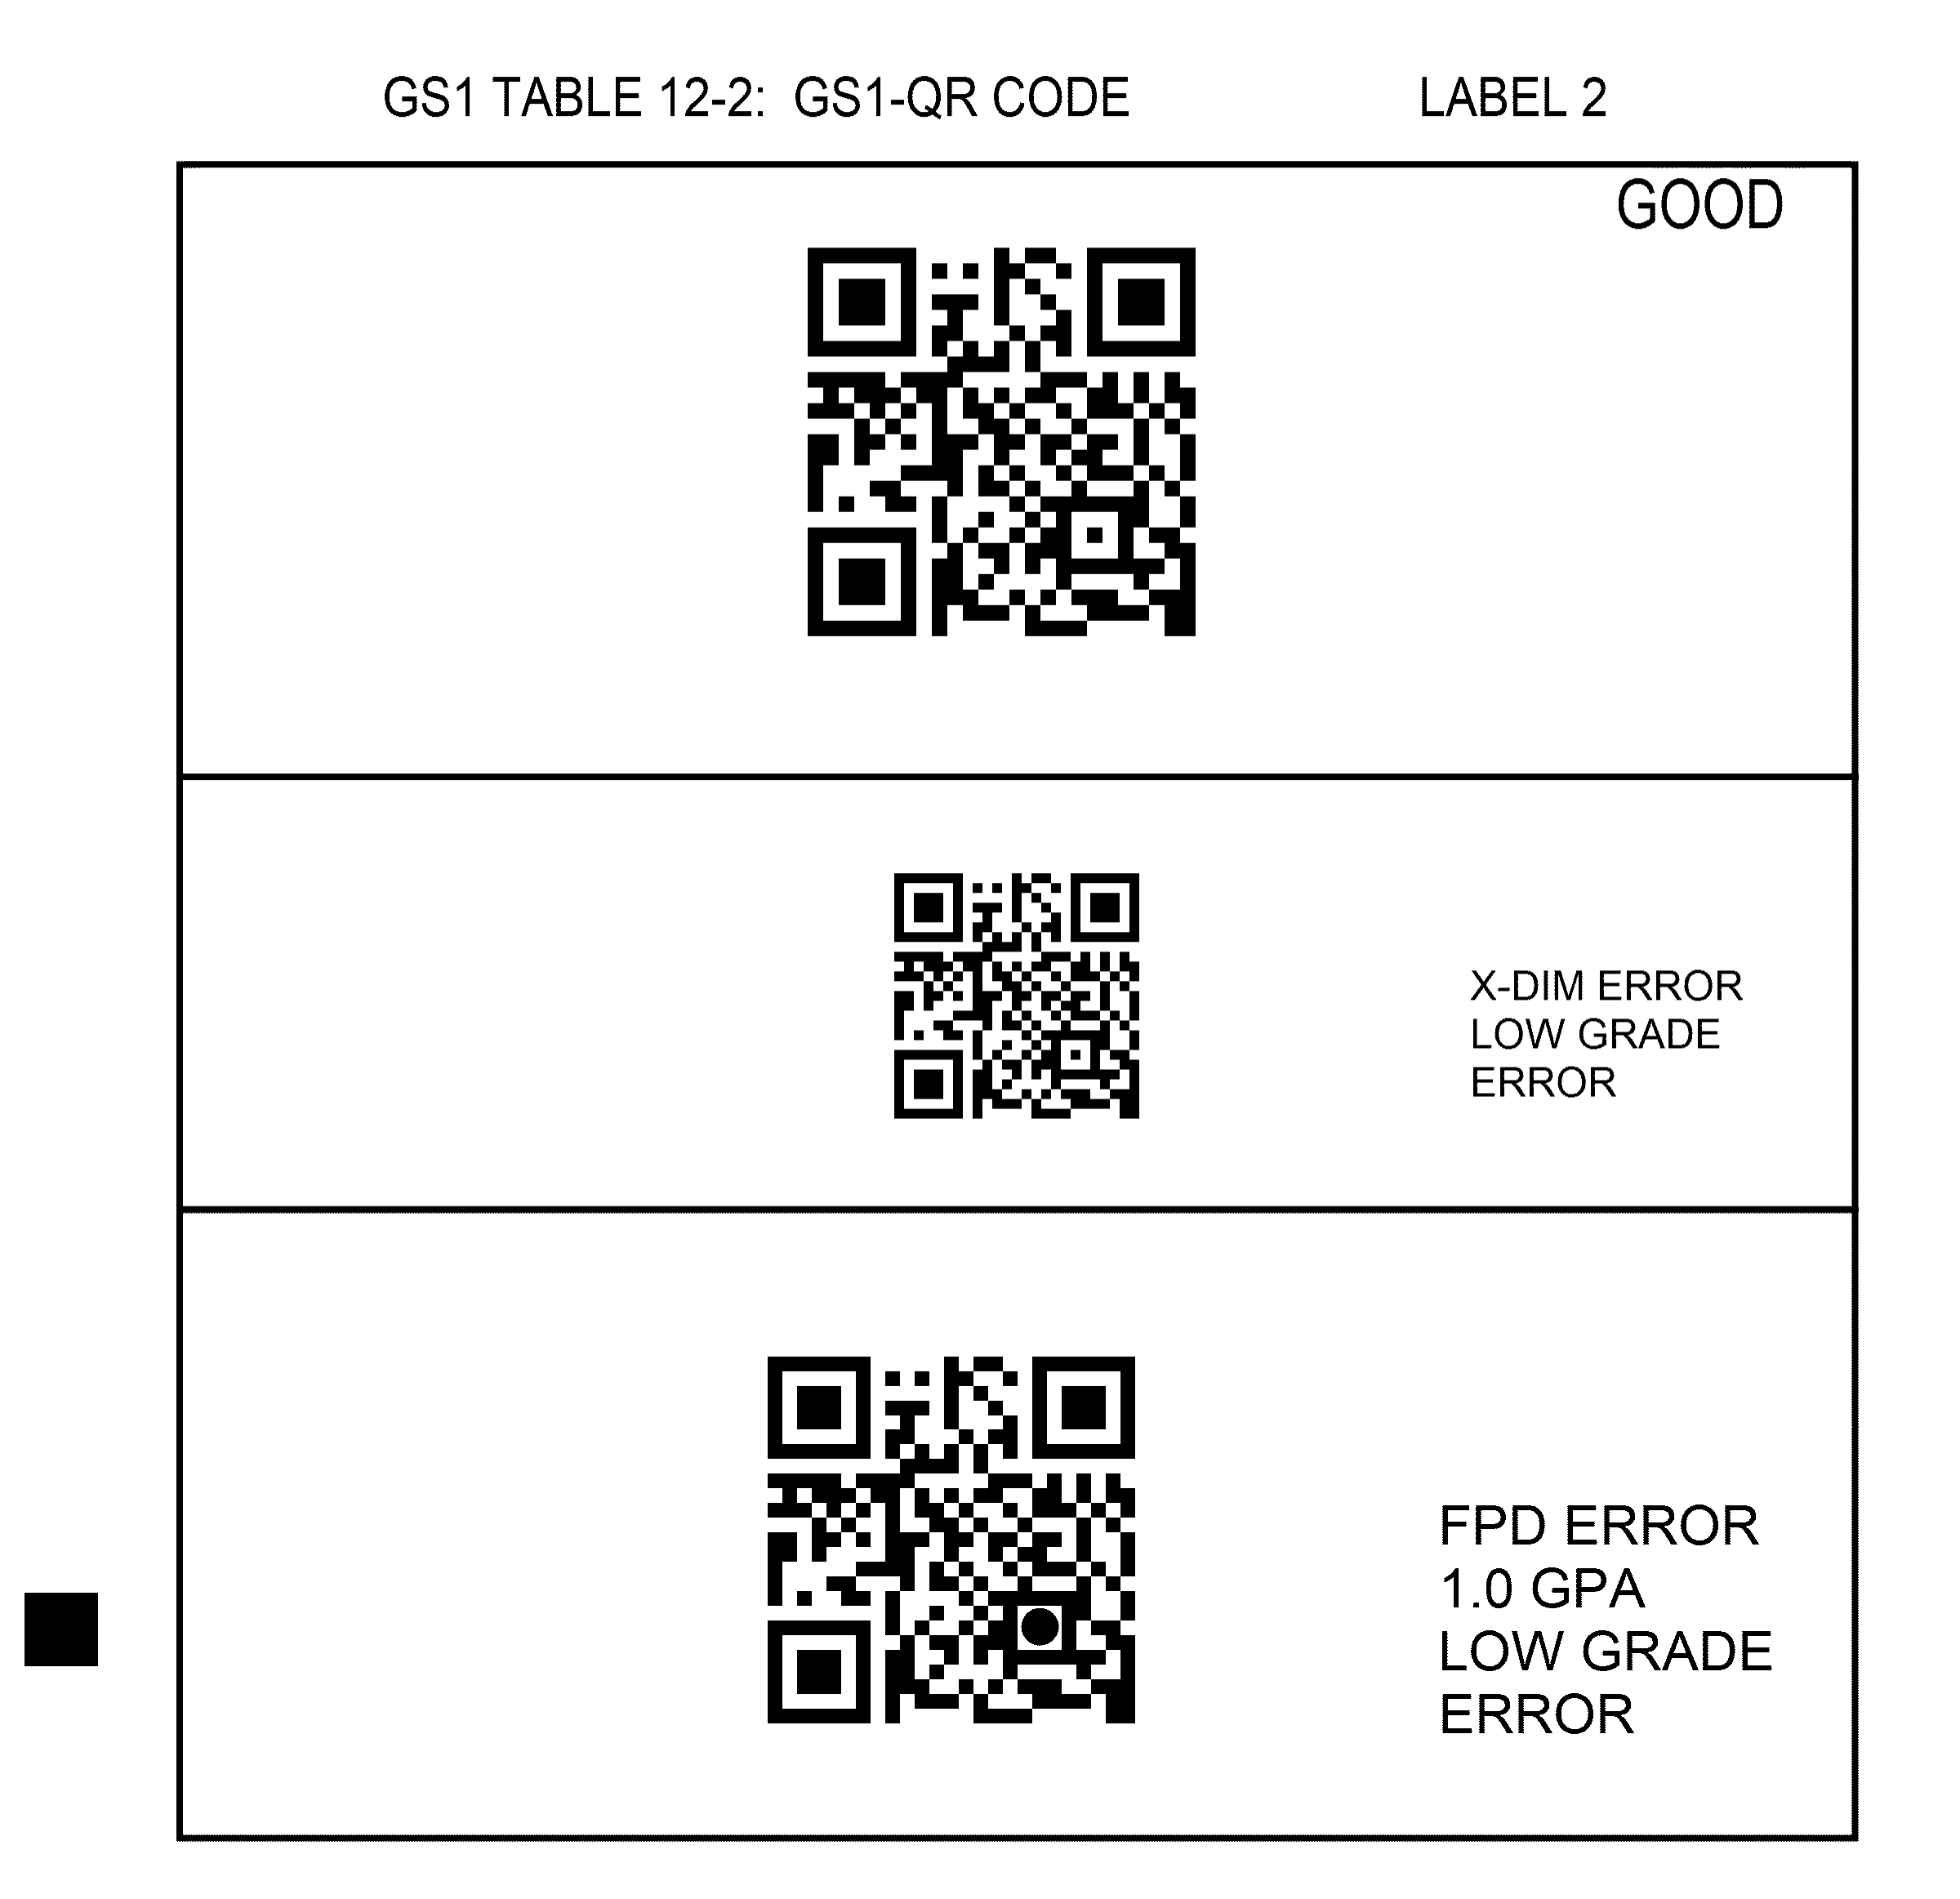 GS1 TABLE 12-2: GS1-QR CODE LABEL 2
GOOD
X-DIM ERROR
LOW GRADE
ERROR
FPD ERROR
1.0 GPA
LOW GRADE
ERROR